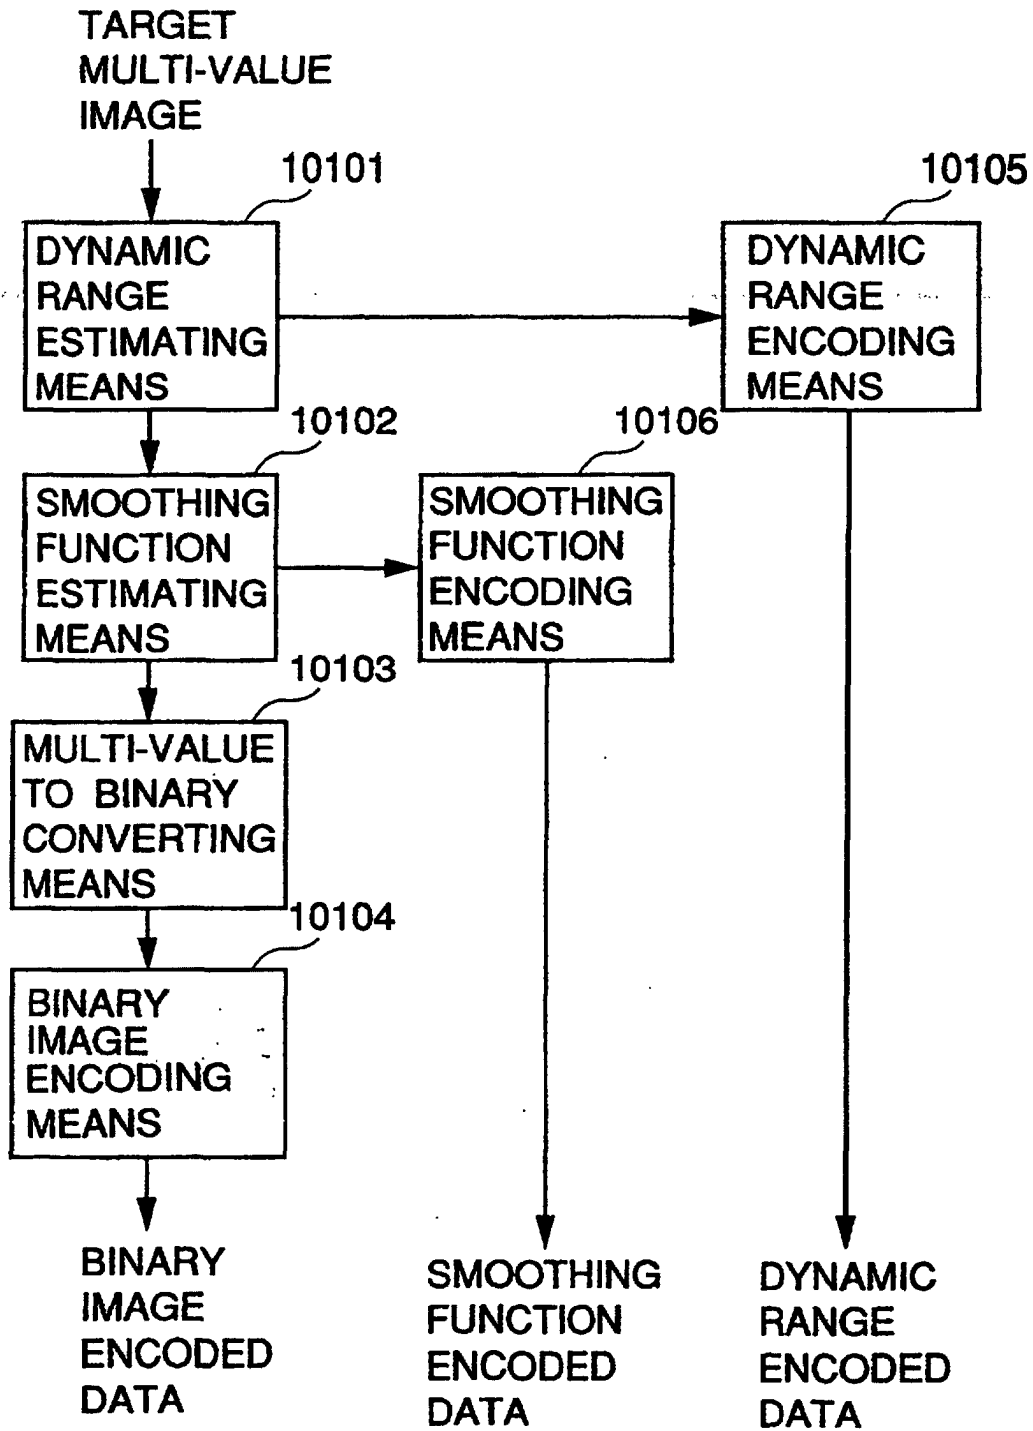 TARGET
MULTI-VALUE
IMAGE
10101
DYNAMIC
RANGE
ESTIMATING
MEANS
10105
DYNAMIC
RANGE
ENCODING
MEANS
10102
SMOOTHING
FUNCTION
ESTIMATING
MEANS
10106
SMOOTHING
FUNCTION
ENCODING
MEANS
10103
MULTI-VALUE
TO BINARY
CONVERTING
MEANS
10104
BINARY
IMAGE
ENCODING
MEANS
BINARY
IMAGE
ENCODED
DATA
SMOOTHING
FUNCTION
ENCODED
DATA
DYNAMIC
RANGE
ENCODED
DATA